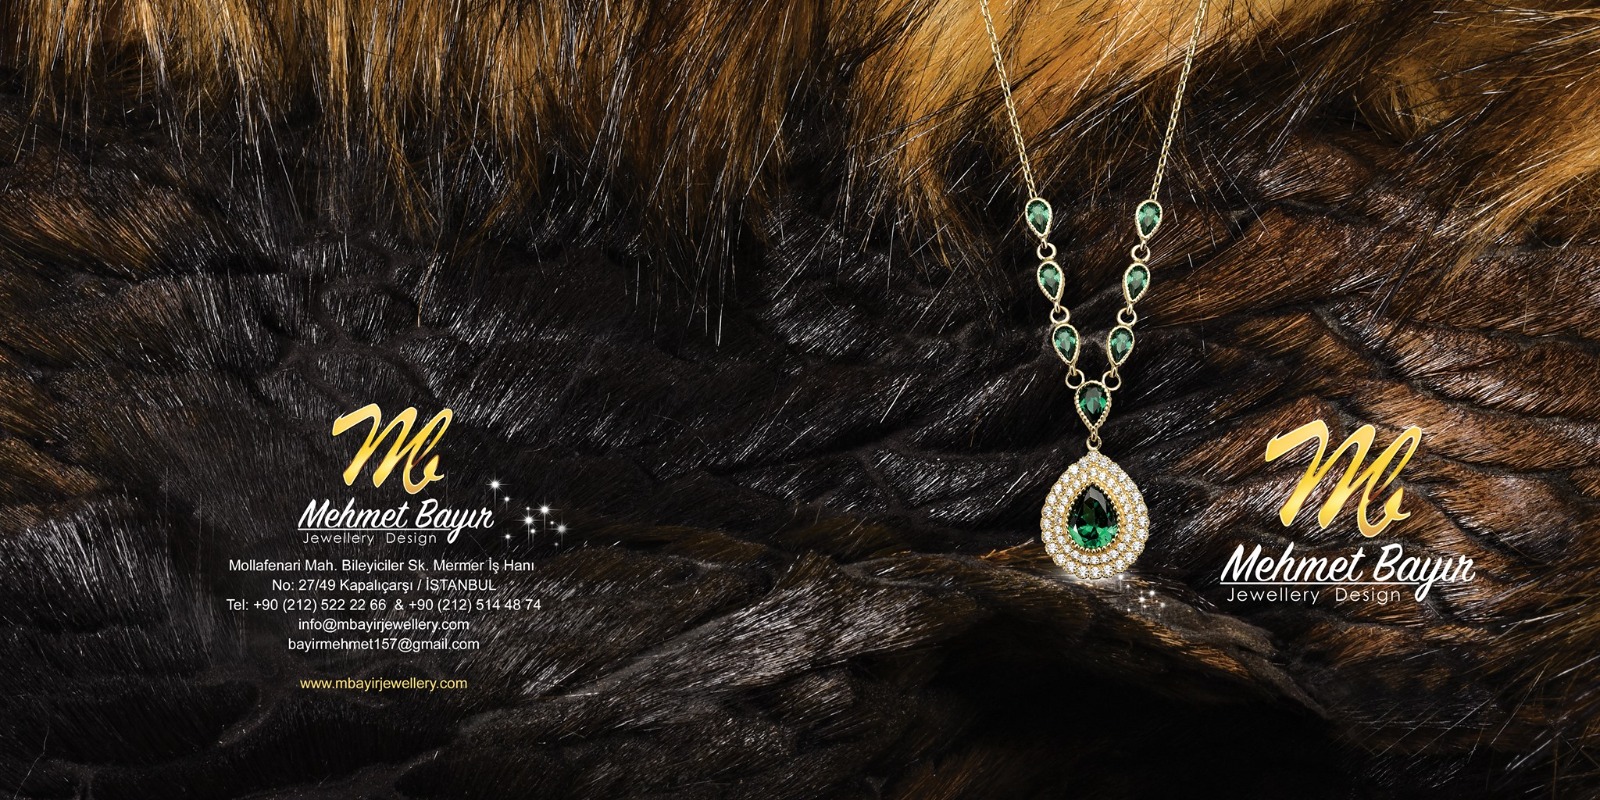 Mb
Mehmet Bayır
Jewellery Design
Mollafenari Mah. Bileyiciler Sk. Mermer İş Hanı
No: 27/49 Kapalıçarşı / İSTANBUL
Tel: +90 (212) 522 22 66 & +90 (212) 514 48 74
info@mbayirjewellery.com
bayirmehmet157@gmail.com
www.mbayirjewellery.com
Mb
Mehmet Bayır
Jewellery Design